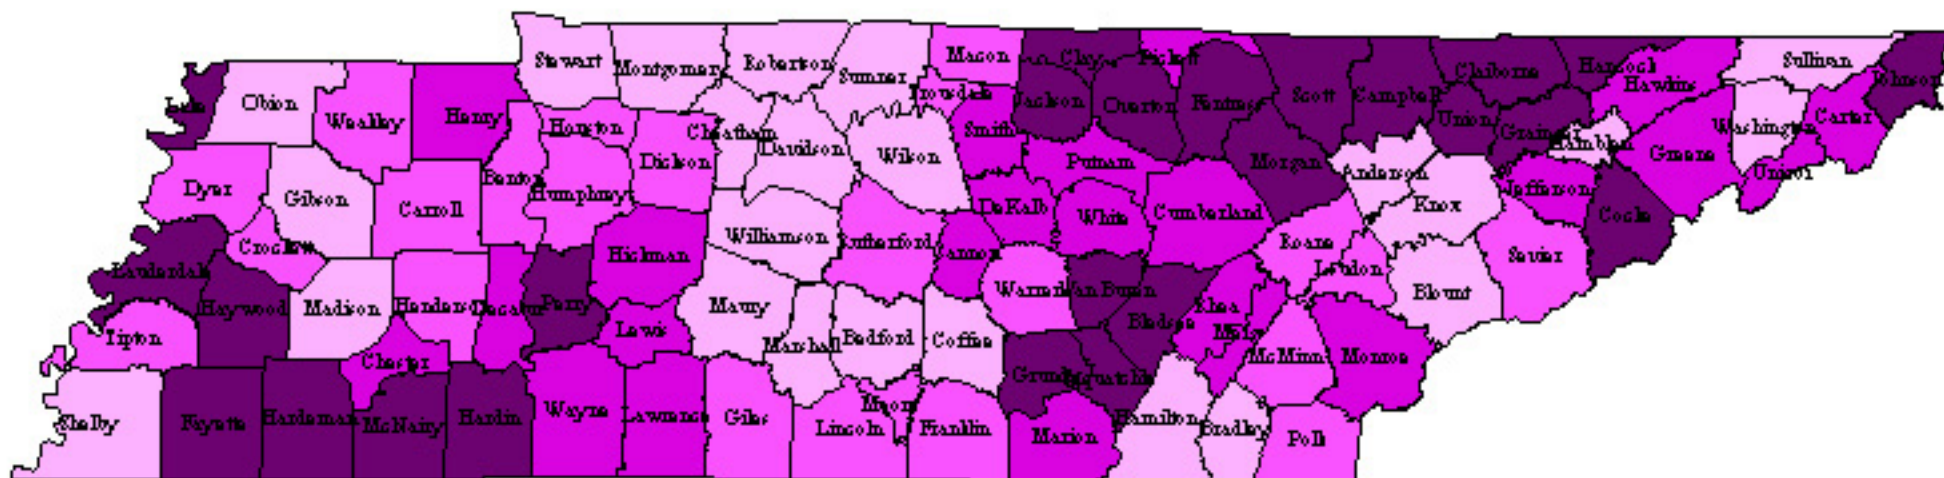 Lake
Obion
Weakley
Henry
Stewart
Montgomery
Robertson
Sumner
Macon
Clay
Pickett
Scott
Campbell
Claiborne
Hancock
Hawkins
Sullivan
Johnson
Trousdale
Jackson
Overton
Fentress
Union
Grainger
Hamblen
Greene
Washington
Carter
Unicoi
Dyer
Gibson
Carroll
Benton
Houston
Humphreys
Dickson
Cheatham
Davidson
Wilson
Smith
Putnam
Morgan
Anderson
Knox
Jefferson
Cocke
Crockett
Hickman
Williamson
Rutherford
Cannon
DeKalb
White
Cumberland
Roane
Loudon
Blount
Sevier
Lauderdale
Haywood
Madison
Henderson
Decatur
Perry
Lewis
Maury
Marshall
Bedford
Coffee
Warren
Van Buren
Bledsoe
Rhea
Meigs
McMinn
Monroe
Tipton
Chester
Grundy
Sequatchie
Shelby
Fayette
Hardeman
McNairy
Hardin
Wayne
Lawrence
Giles
Lincoln
Moore
Franklin
Marion
Hamilton
Bradley
Polk